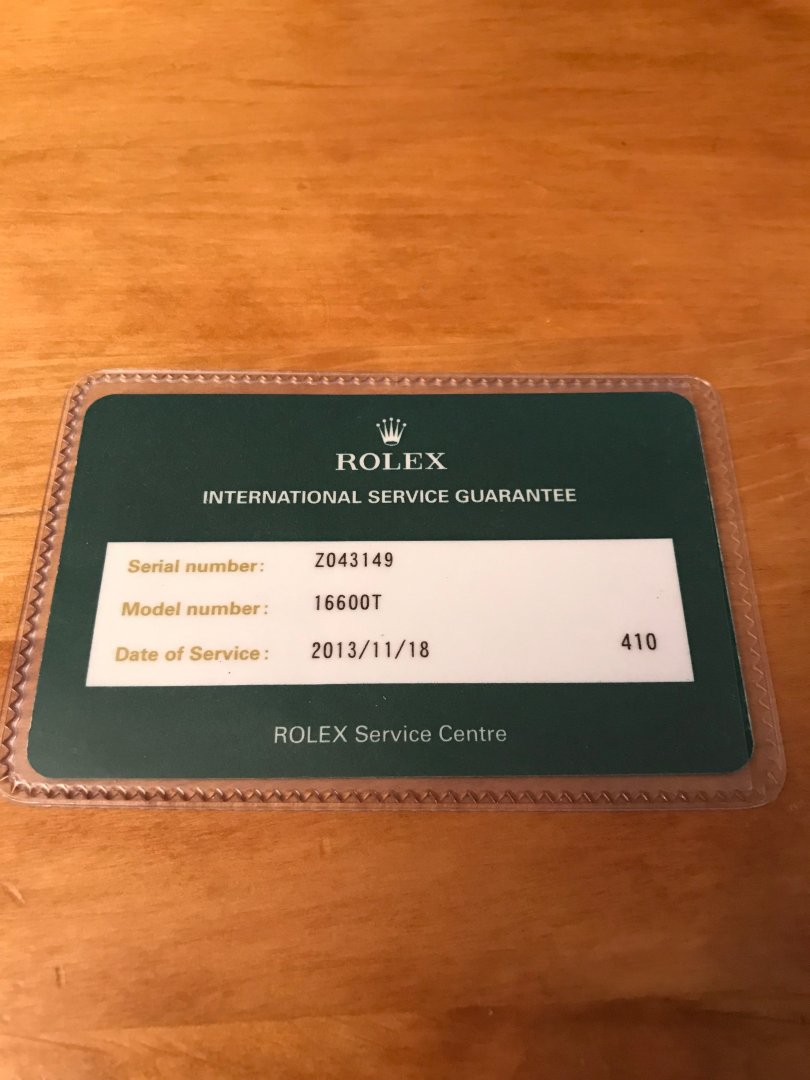 ROLEX
INTERNATIONAL SERVICE GUARANTEE
Serial number: Z043149
Model number: 16600T
Date of Service: 2013/11/18 410
ROLEX Service Centre